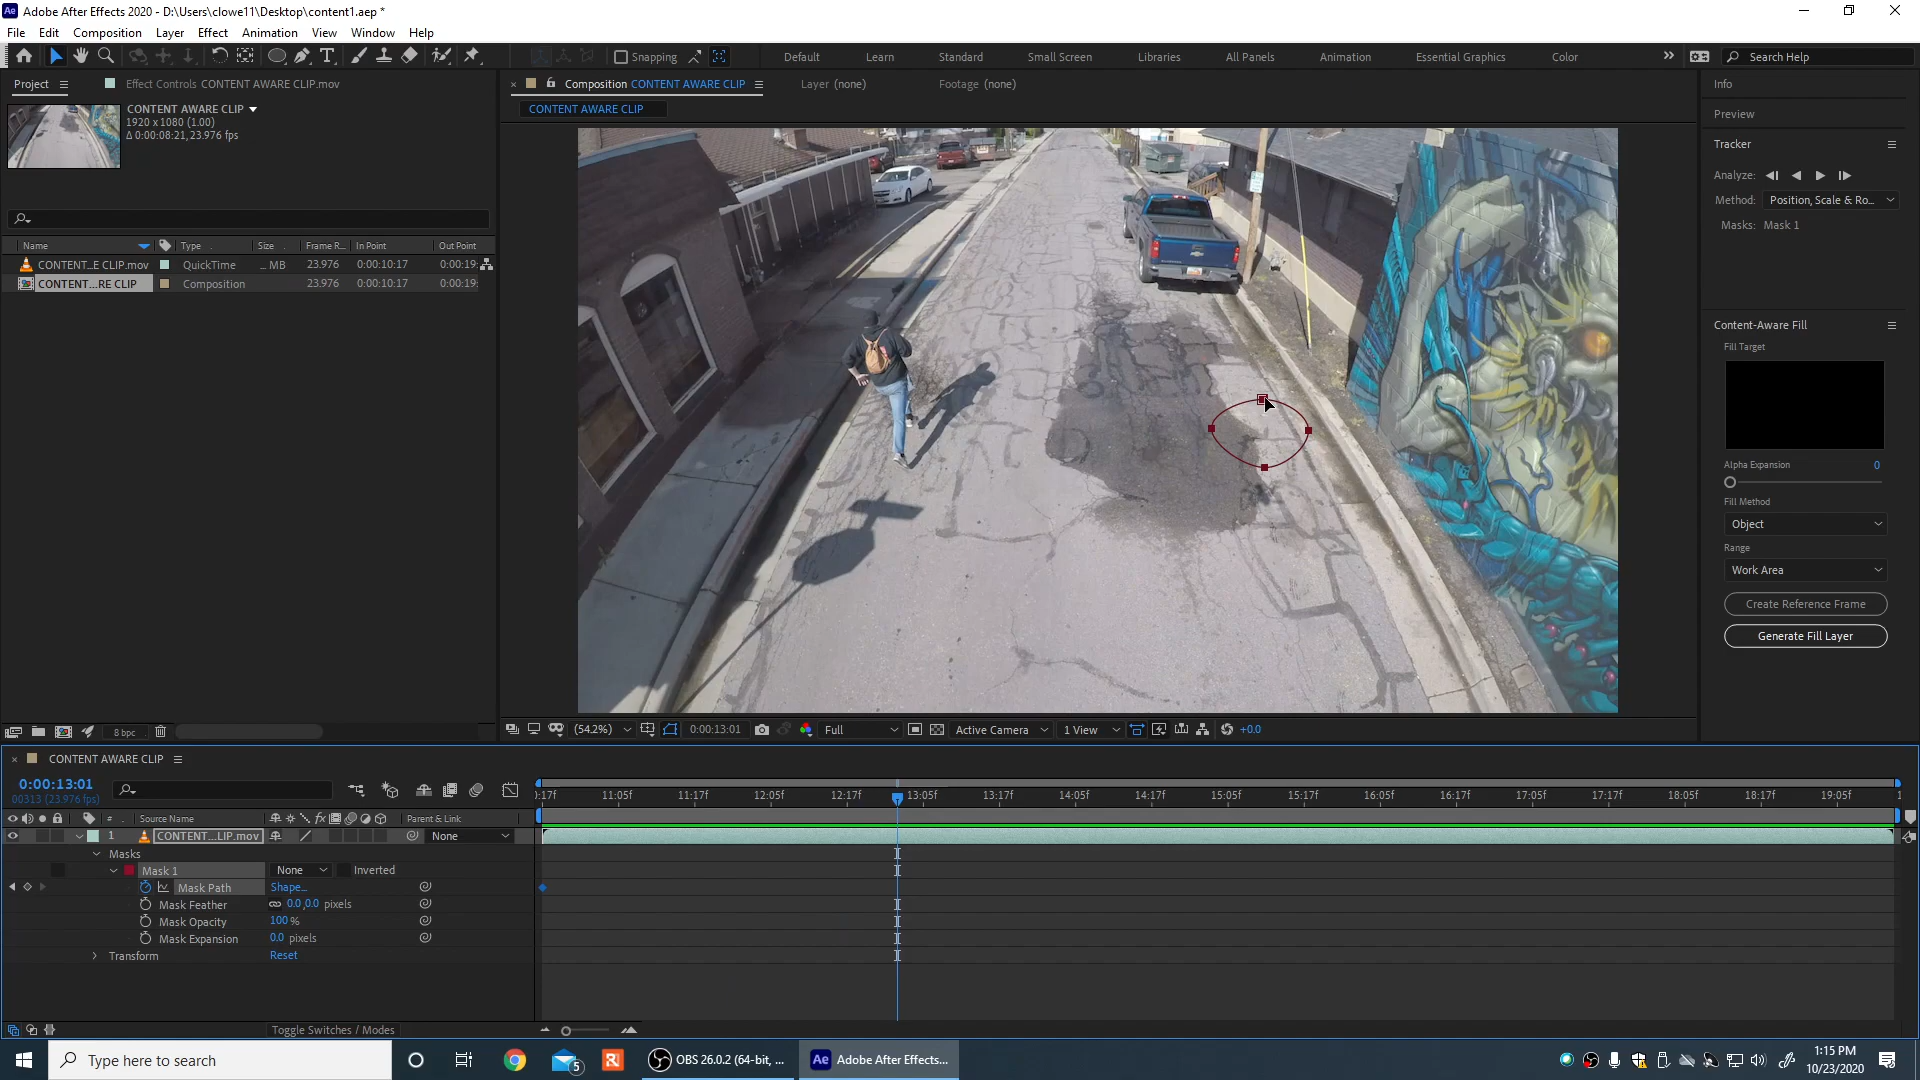 Ae Adobe After Effects 2020 - D:\Users\clowe11\Desktop\content1.aep *
File Edit Composition Layer Effect Animation View Window Help
Snapping Default Learn Standard Small Screen Libraries All Panels Animation Essential Graphics Color Search Help
Project Effect Controls CONTENT AWARE CLIP.mov
CONTENT AWARE CLIP
1920 x 1080 (1.00)
Δ 0:00:08:21, 23.976 fps
Name Type Size Frame R... In Point Out Point
CONTENT...E CLIP.mov QuickTime ... MB 23.976 0:00:10:17 0:00:19:
CONTENT...RE CLIP Composition 23.976 0:00:10:17 0:00:19:
8 bpc
Composition CONTENT AWARE CLIP Layer (none) Footage (none)
CONTENT AWARE CLIP
(54.2%) 0:00:13:01 Full Active Camera 1 View +0.0
Info
Preview
Tracker
Analyze:
Method: Position, Scale & Ro...
Masks: Mask 1
Content-Aware Fill
Fill Target
Alpha Expansion 0
Fill Method
Object
Range
Work Area
Create Reference Frame
Generate Fill Layer
CONTENT AWARE CLIP
0:00:13:01
00313 (23.976 fps)
:17f 11:05f 11:17f 12:05f 12:17f 13:05f 13:17f 14:05f 14:17f 15:05f 15:17f 16:05f 16:17f 17:05f 17:17f 18:05f 18:17f 19:05f 1
# Source Name fx Parent & Link
1 CONTENT...LIP.mov None
Masks
Mask 1 None Inverted
Mask Path Shape...
Mask Feather 0.0,0.0 pixels
Mask Opacity 100 %
Mask Expansion 0.0 pixels
Transform Reset
Toggle Switches / Modes
Type here to search 5 OBS 26.0.2 (64-bit, ... Ae Adobe After Effects...
1:15 PM
10/23/2020